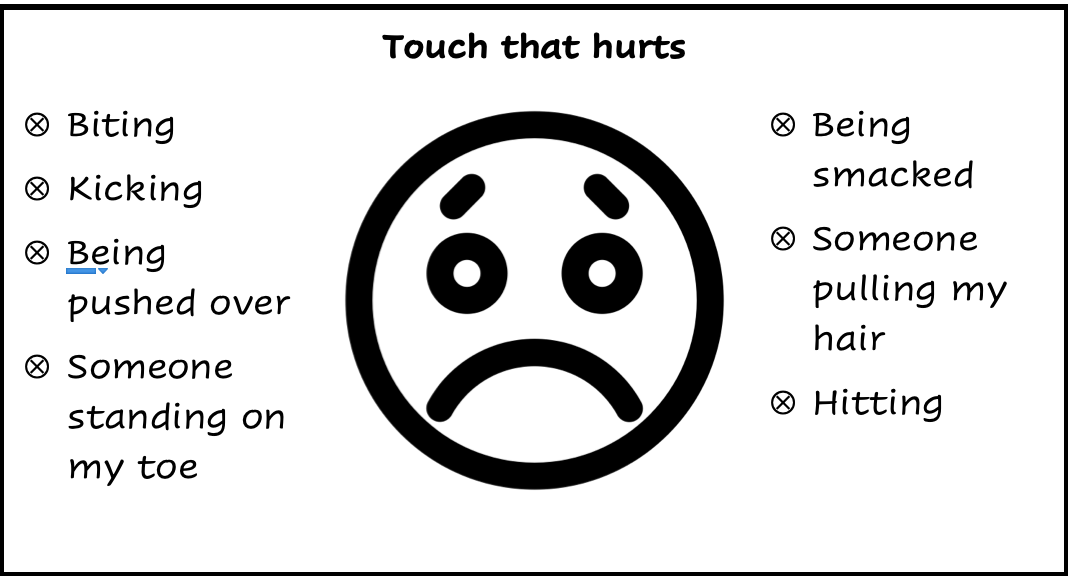 Touch that hurts
⊗ Biting
⊗ Kicking
⊗ Being
pushed over
⊗ Someone
standing on
my toe
⊗ Being
smacked
⊗ Someone
pulling my
hair
⊗ Hitting